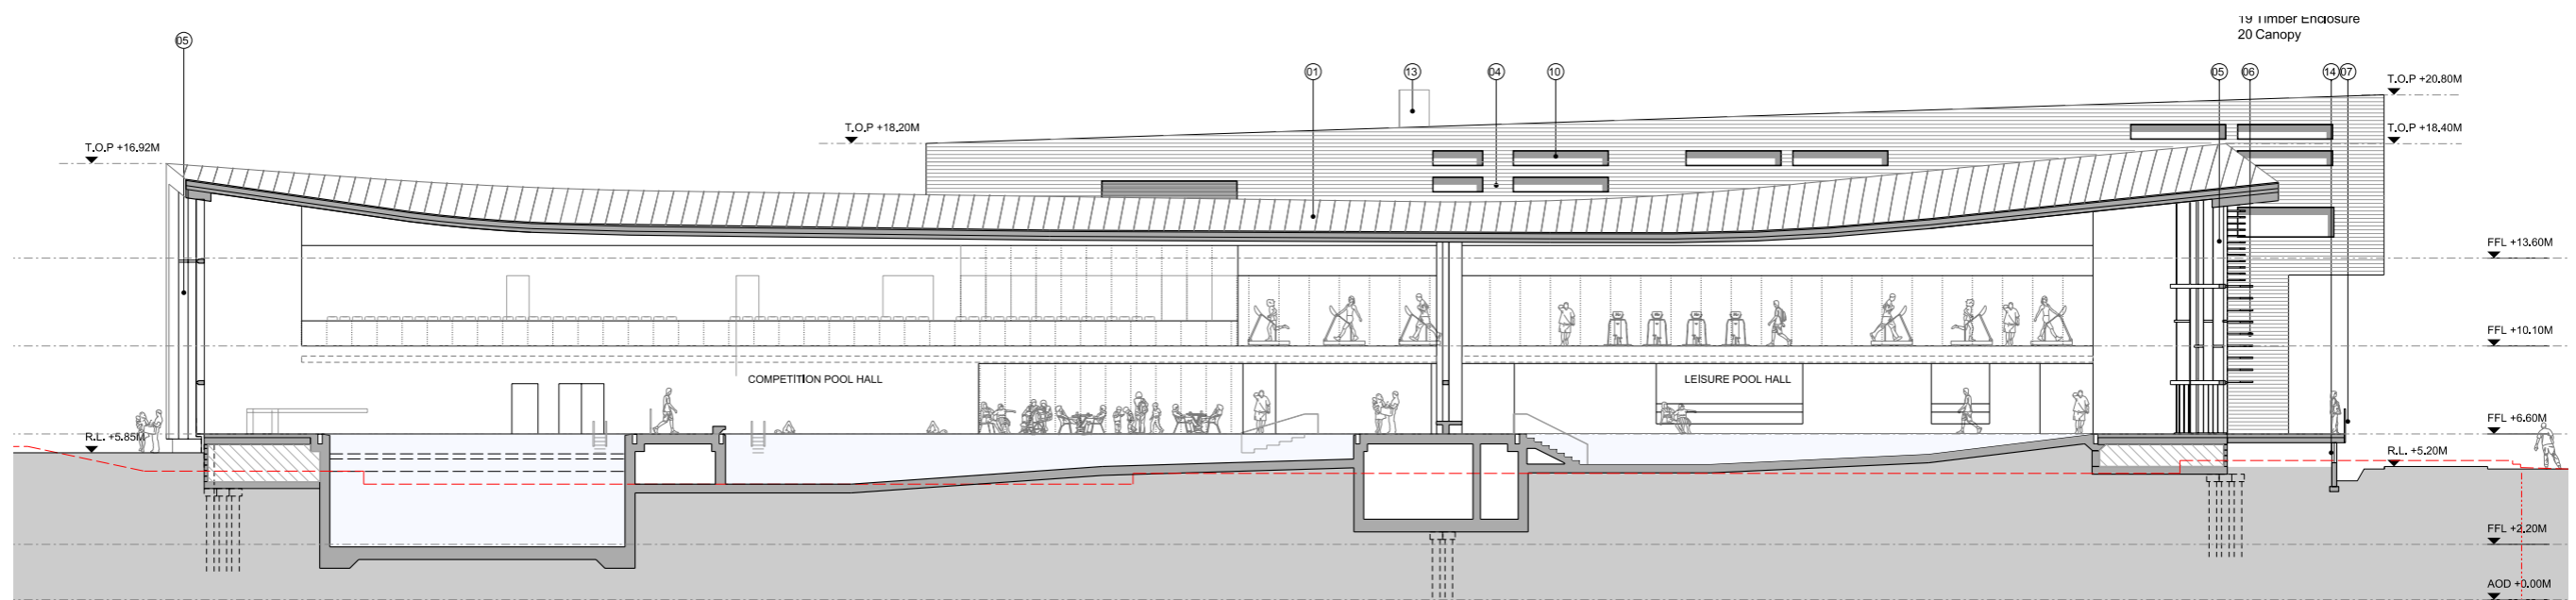 19 Timber Enclosure
20 Canopy
05
01
13
04
10
05
06
14
07
T.O.P +20.80M
T.O.P +18.20M
T.O.P +18.40M
T.O.P +16.92M
FFL +13.60M
FFL +10.10M
COMPETITION POOL HALL
LEISURE POOL HALL
FFL +6.60M
R.L. +5.85M
R.L. +5.20M
FFL +2.20M
AOD +0.00M